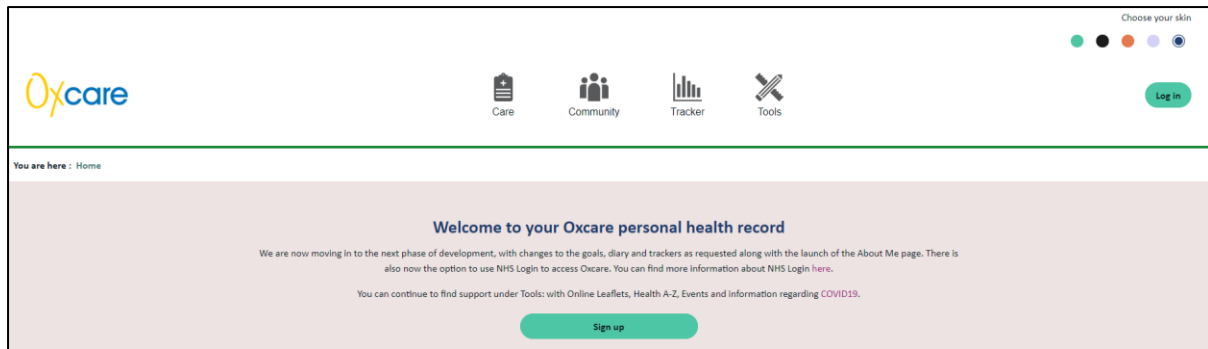 Choose your skin
Oxcare
Care Community Tracker Tools
Log in
You are here : Home
Welcome to your Oxcare personal health record
We are now moving in to the next phase of development, with changes to the goals, diary and trackers as requested along with the launch of the About Me page. There is
also now the option to use NHS Login to access Oxcare. You can find more information about NHS Login here.
You can continue to find support under Tools: with Online Leaflets, Health A-Z, Events and information regarding COVID19.
Sign up